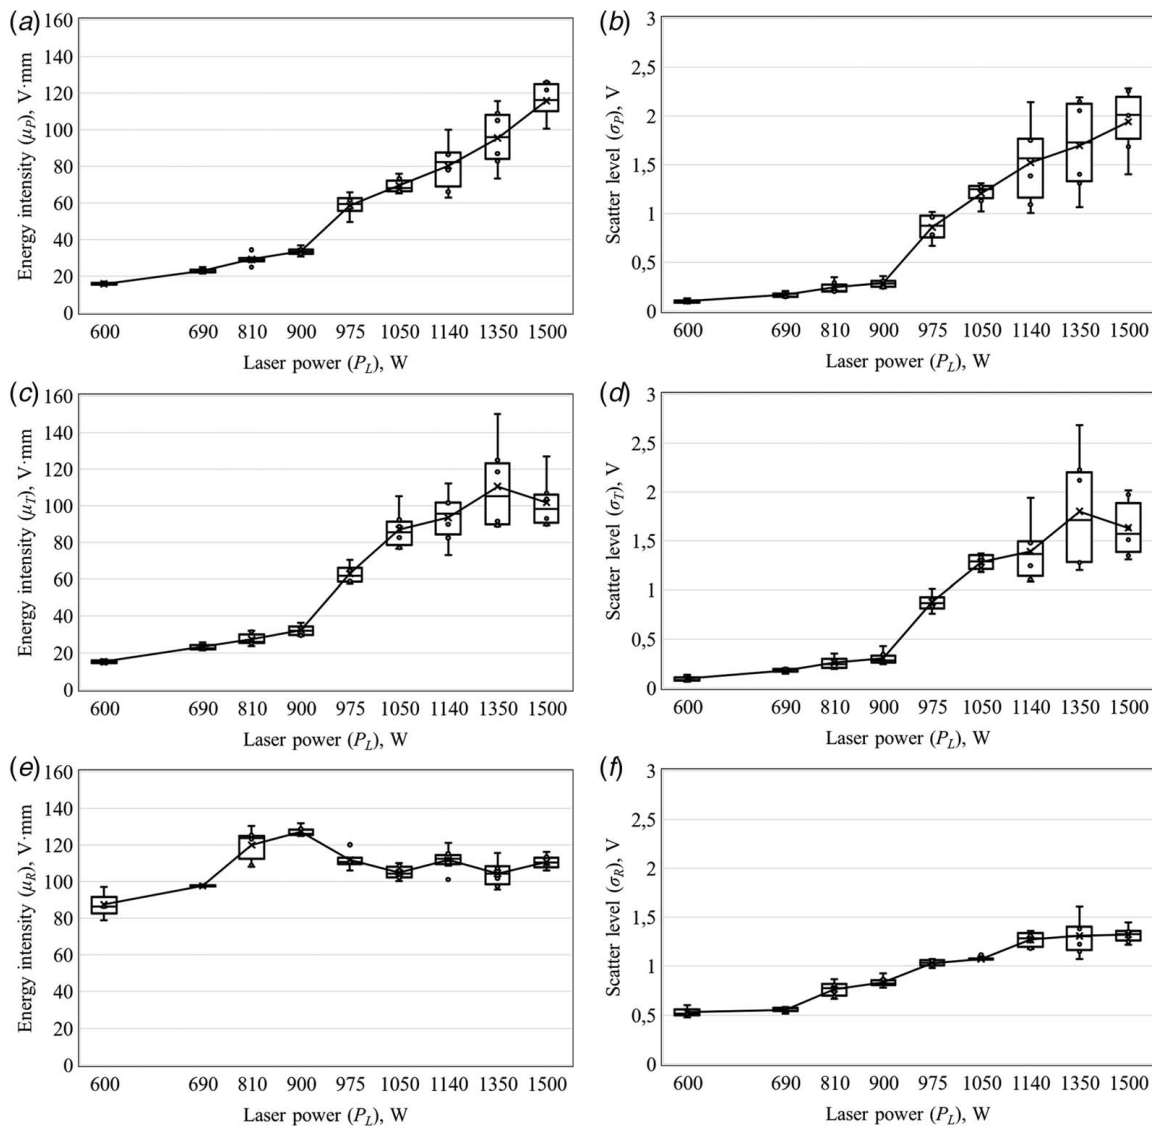 (a)
160
140
120
100
80
60
40
20
0
Energy intensity (μP), V·mm
600 690 810 900 975 1050 1140 1350 1500
Laser power (PL), W
(b)
3
2,5
2
1,5
1
0,5
0
Scatter level (σP), V
600 690 810 900 975 1050 1140 1350 1500
Laser power (PL), W
(c)
160
140
120
100
80
60
40
20
0
Energy intensity (μT), V·mm
600 690 810 900 975 1050 1140 1350 1500
Laser power (PL), W
(d)
3
2,5
2
1,5
1
0,5
0
Scatter level (σT), V
600 690 810 900 975 1050 1140 1350 1500
Laser power (PL), W
(e)
160
140
120
100
80
60
40
20
0
Energy intensity (μR), V·mm
600 690 810 900 975 1050 1140 1350 1500
Laser power (PL), W
(f)
3
2,5
2
1,5
1
0,5
0
Scatter level (σR), V
600 690 810 900 975 1050 1140 1350 1500
Laser power (PL), W